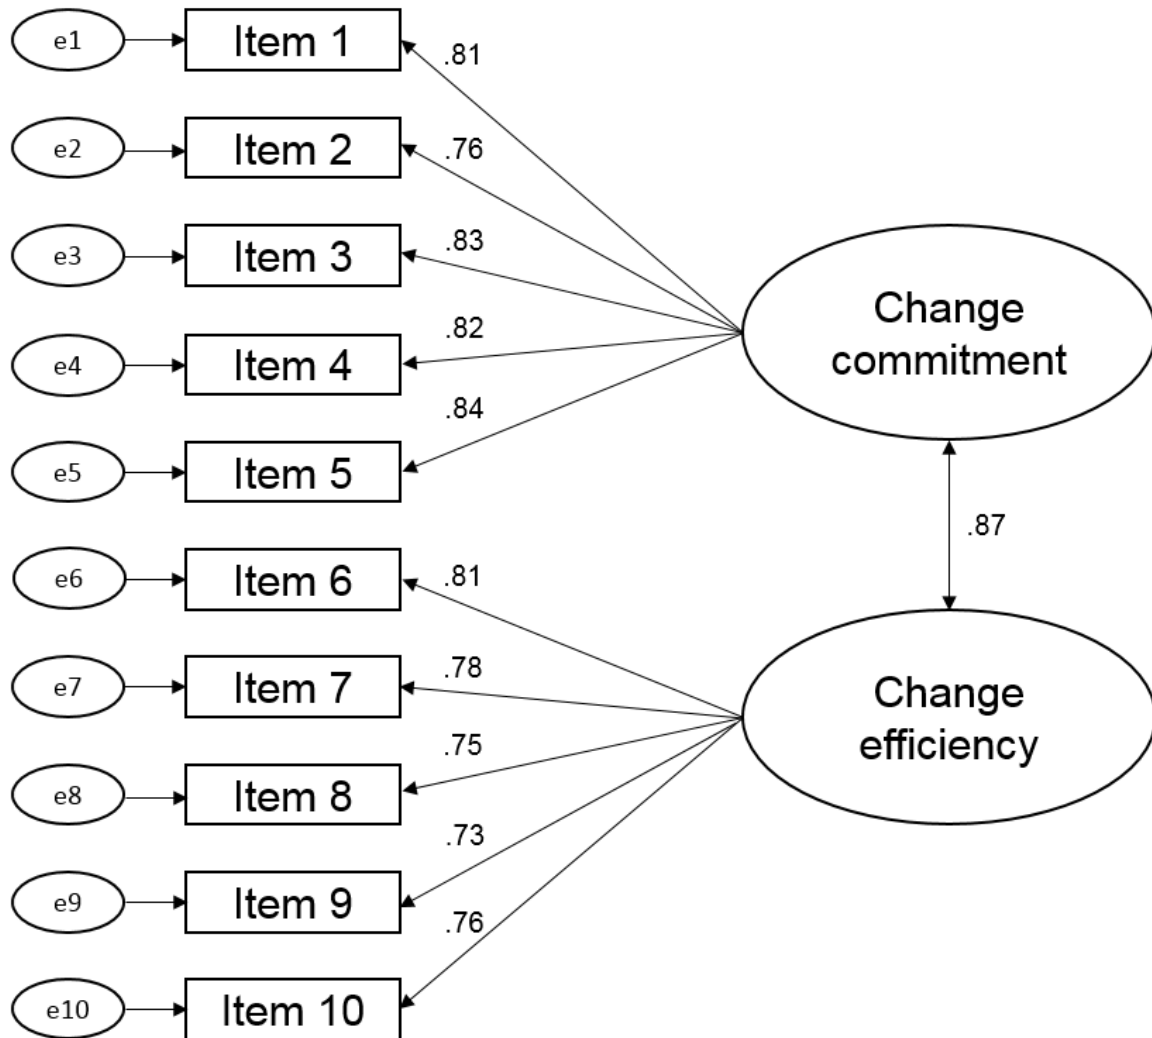 e1
Item 1
.81
e2
Item 2
.76
e3
Item 3
.83
e4
Item 4
.82
e5
Item 5
.84
Change
commitment
.87
e6
Item 6
.81
e7
Item 7
.78
e8
Item 8
.75
e9
Item 9
.73
e10
Item 10
.76
Change
efficiency